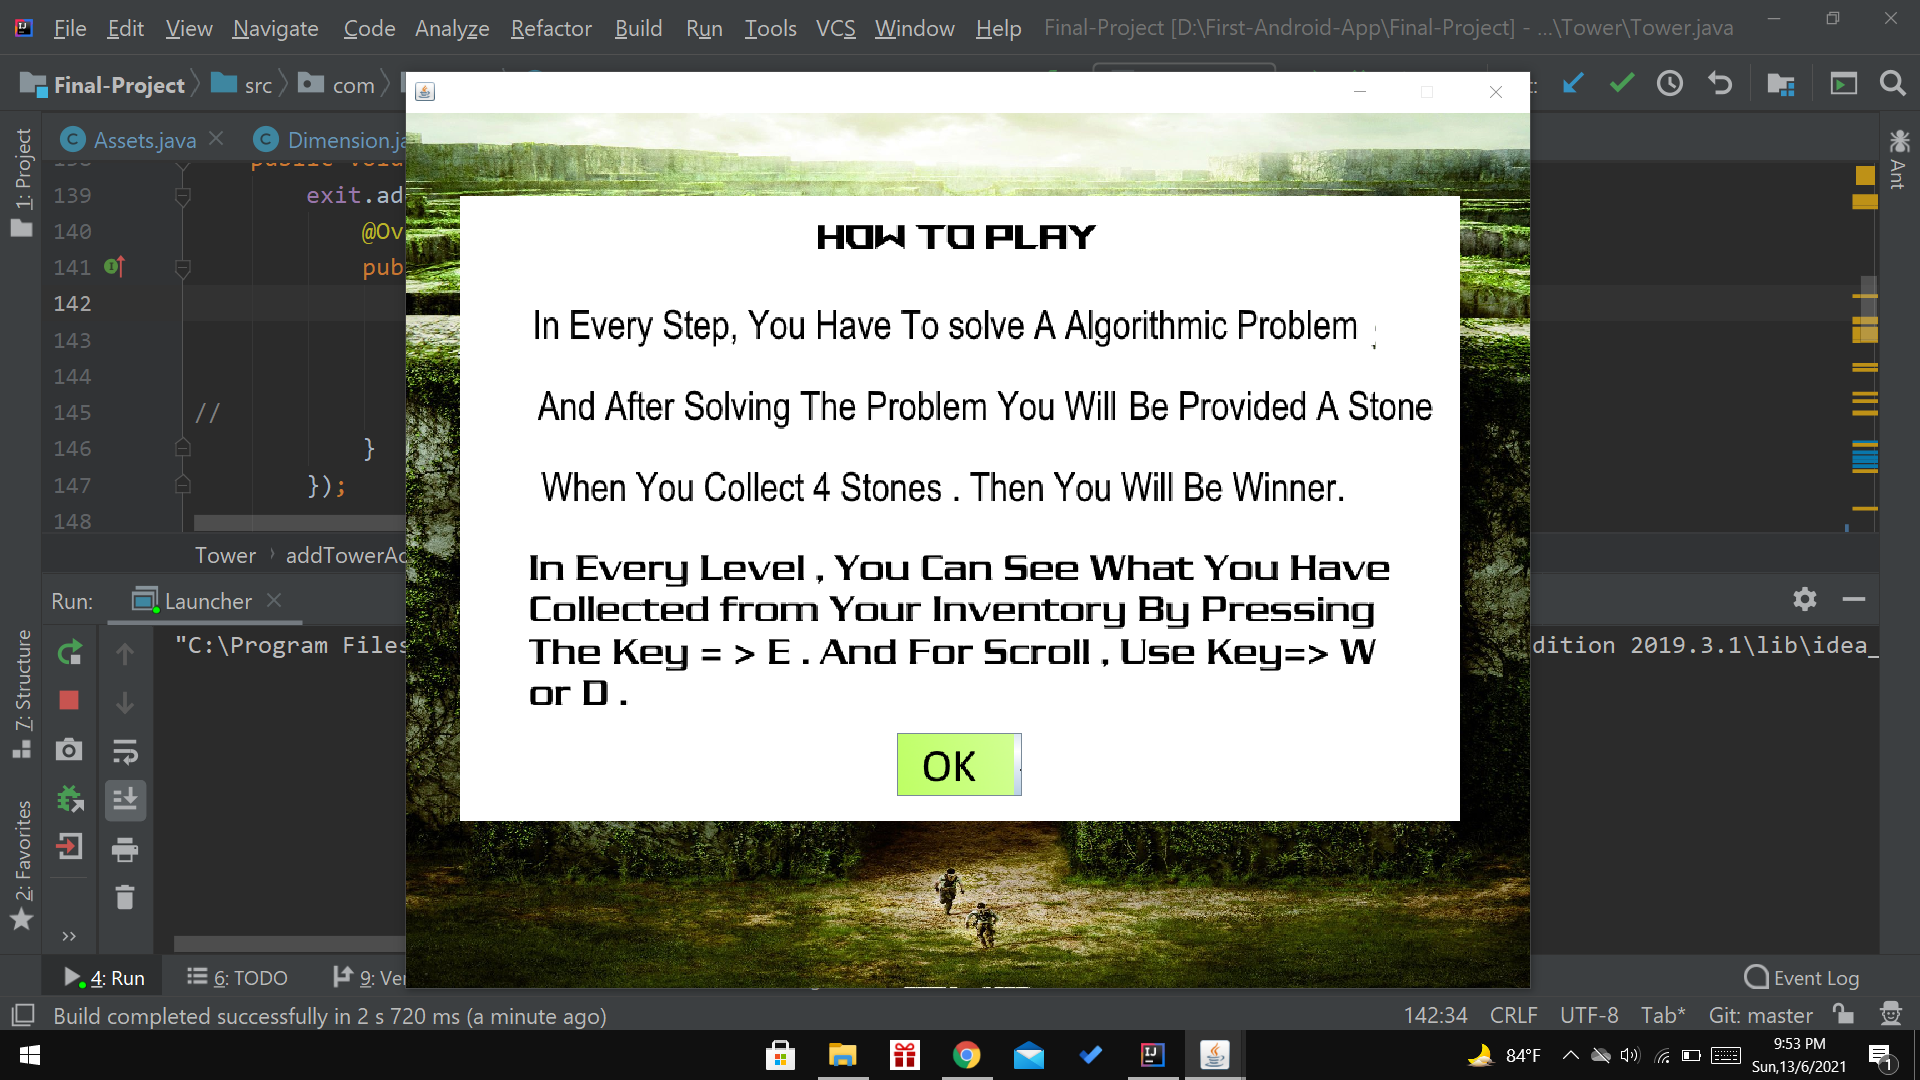 File Edit View Navigate Code Analyze Refactor Build Run Tools VCS Window Help Final-Project [D:\First-Android-App\Final-Project] - ...\Tower\Tower.java
Final-Project src com
Assets.java Dimension.ja
1: Project
Ant
139 exit.ad
140 @Ov
141 pub
142
143
144
145 //
146 }
147 });
148
Tower addTowerAc
HOW TO PLAY
In Every Step, You Have To solve A Algorithmic Problem ;
And After Solving The Problem You Will Be Provided A Stone
When You Collect 4 Stones . Then You Will Be Winner.
In Every Level , You Can See What You Have
Collected from Your Inventory By Pressing
The Key = > E . And For Scroll , Use Key=> W
or D .
OK
Run: Launcher
"C:\Program Files dition 2019.3.1\lib\idea_
7: Structure
2: Favorites
4: Run 6: TODO 9: Ver Event Log
Build completed successfully in 2 s 720 ms (a minute ago) 142:34 CRLF UTF-8 Tab* Git: master
84°F 9:53 PM
Sun,13/6/2021 1